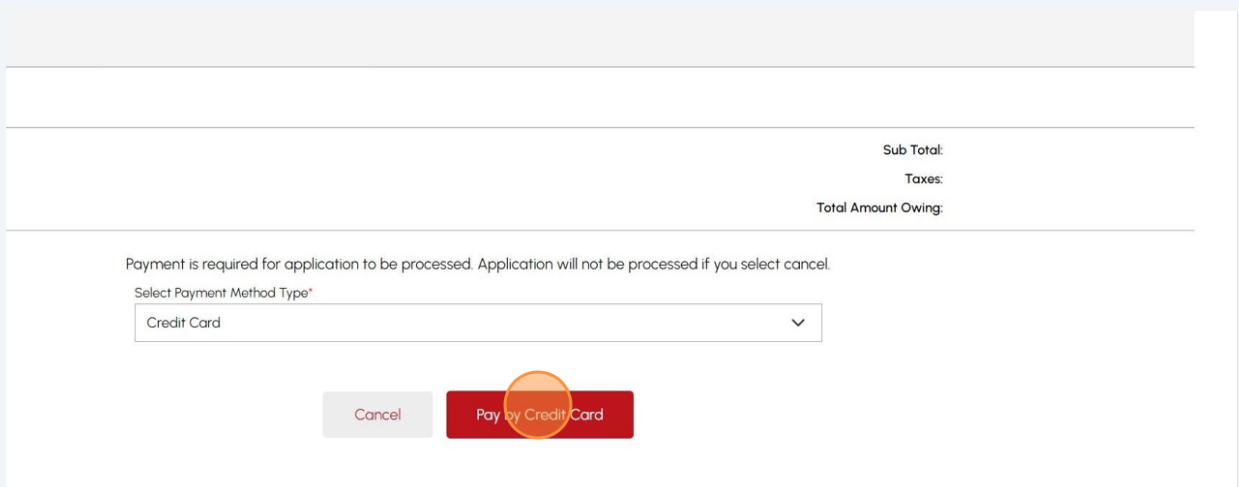 Sub Total:
Taxes:
Total Amount Owing:
Payment is required for application to be processed. Application will not be processed if you select cancel.
Select Payment Method Type*
Credit Card
Cancel
Pay by Credit Card